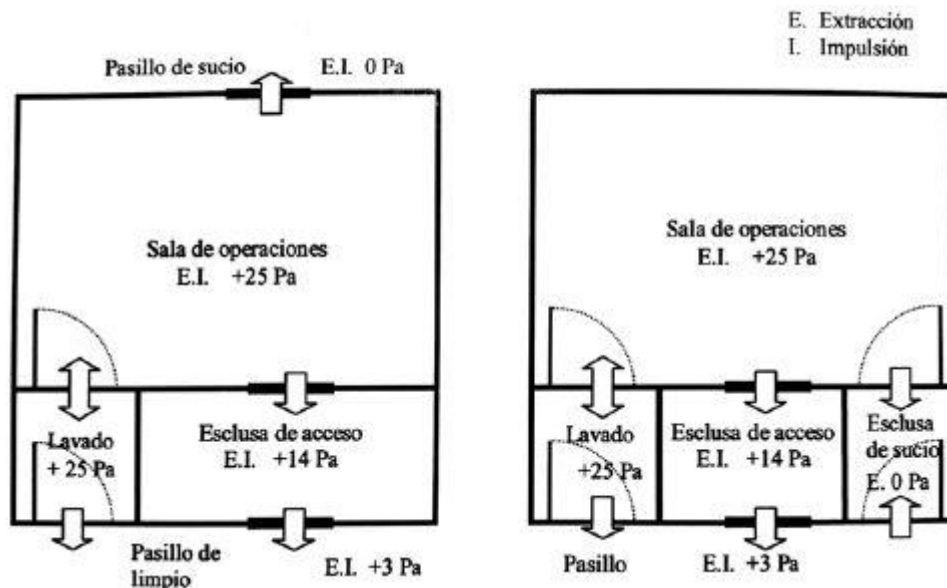 E. Extracción
I. Impulsión
Pasillo de sucio
E.I. 0 Pa
Sala de operaciones
E.I. +25 Pa
Lavado
+ 25 Pa
Esclusa de acceso
E.I. +14 Pa
Pasillo de
limpio
E.I. +3 Pa
Sala de operaciones
E.I. +25 Pa
Lavado
+25 Pa
Esclusa de acceso
E.I. +14 Pa
Esclusa
de sucio
E. 0 Pa
Pasillo
E.I. +3 Pa